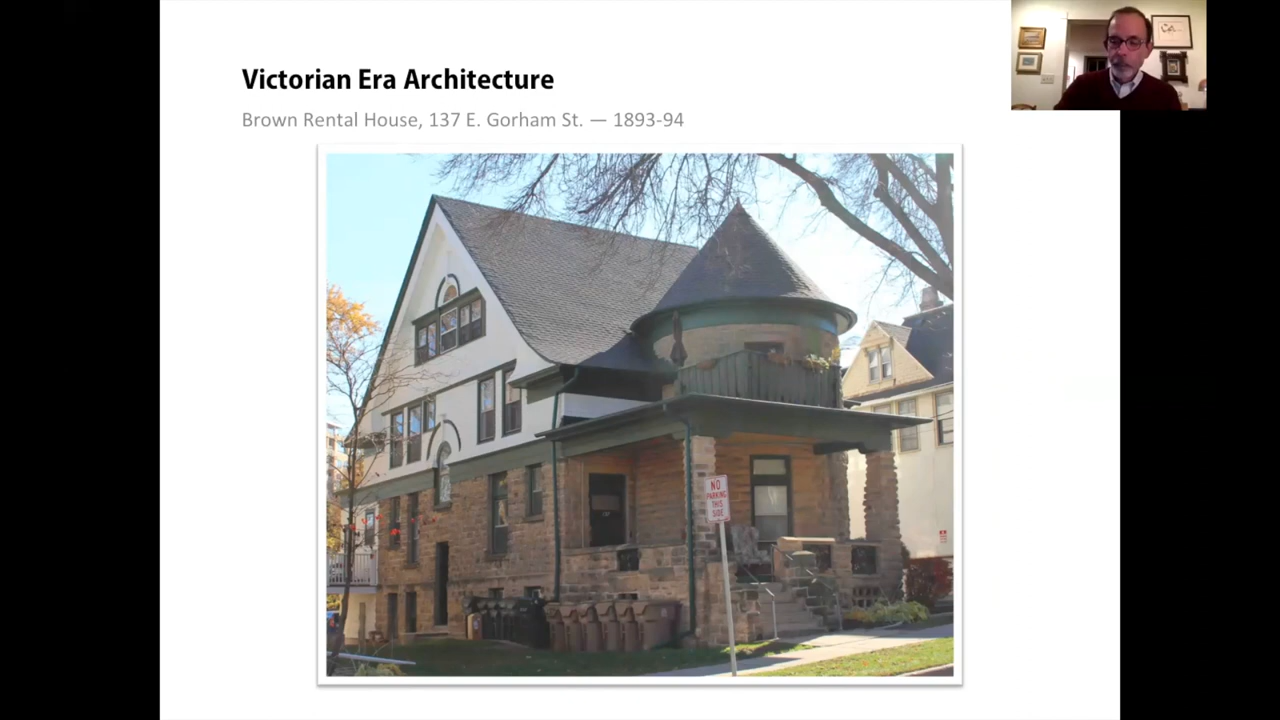 Victorian Era Architecture
Brown Rental House, 137 E. Gorham St. — 1893-94
NO
PARKING
THIS
SIDE